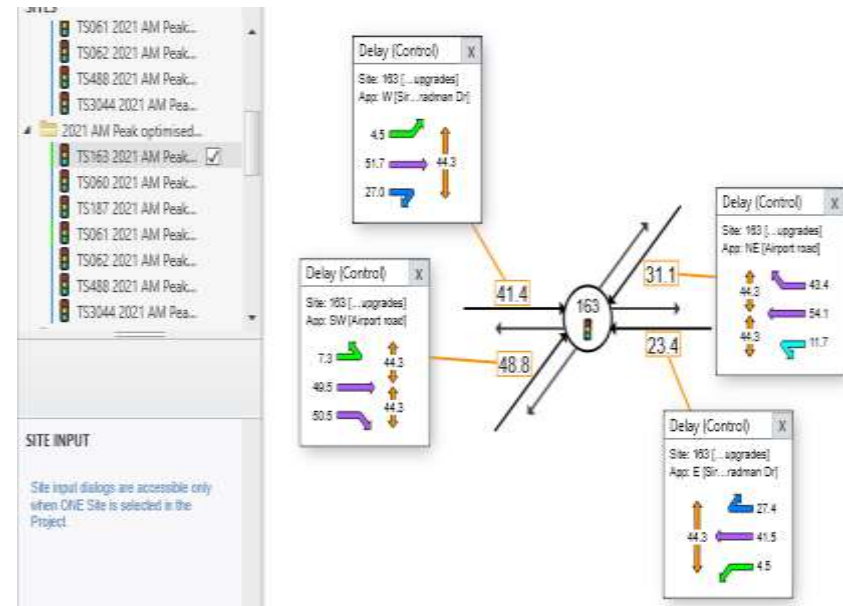 SITES
TS061 2021 AM Peak...
TS062 2021 AM Peak...
TS488 2021 AM Peak...
TS3044 2021 AM Pea...
2021 AM Peak optimised...
TS163 2021 AM Peak...
TS060 2021 AM Peak...
TS187 2021 AM Peak...
TS061 2021 AM Peak...
TS062 2021 AM Peak...
TS488 2021 AM Peak...
TS3044 2021 AM Pea...
SITE INPUT
Site input dialogs are accessible only
when ONE Site is selected in the
Project.
Delay (Control) X
Site: 163 [...upgrades]
App: W [Sir...radman Dr]
4.5
51.7 44.3
27.0
Delay (Control) X
Site: 163 [...upgrades]
App: SW [Airport road]
7.3
44.3
49.5
44.3
50.5
41.4
48.8
163
31.1
23.4
Delay (Control) X
Site: 163 [...upgrades]
App: NE [Airport road]
44.3 43.4
54.1
44.3 11.7
Delay (Control) X
Site: 163 [...upgrades]
App: E [Sir...radman Dr]
27.4
44.3 41.5
4.5